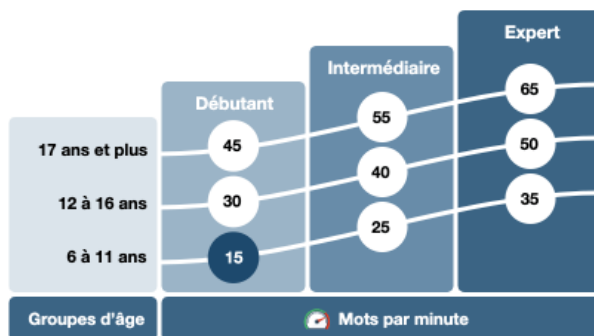 Expert
Intermédiaire
Débutant
17 ans et plus 45 55 65
12 à 16 ans 30 40 50
6 à 11 ans 15 25 35
Groupes d'âge Mots par minute